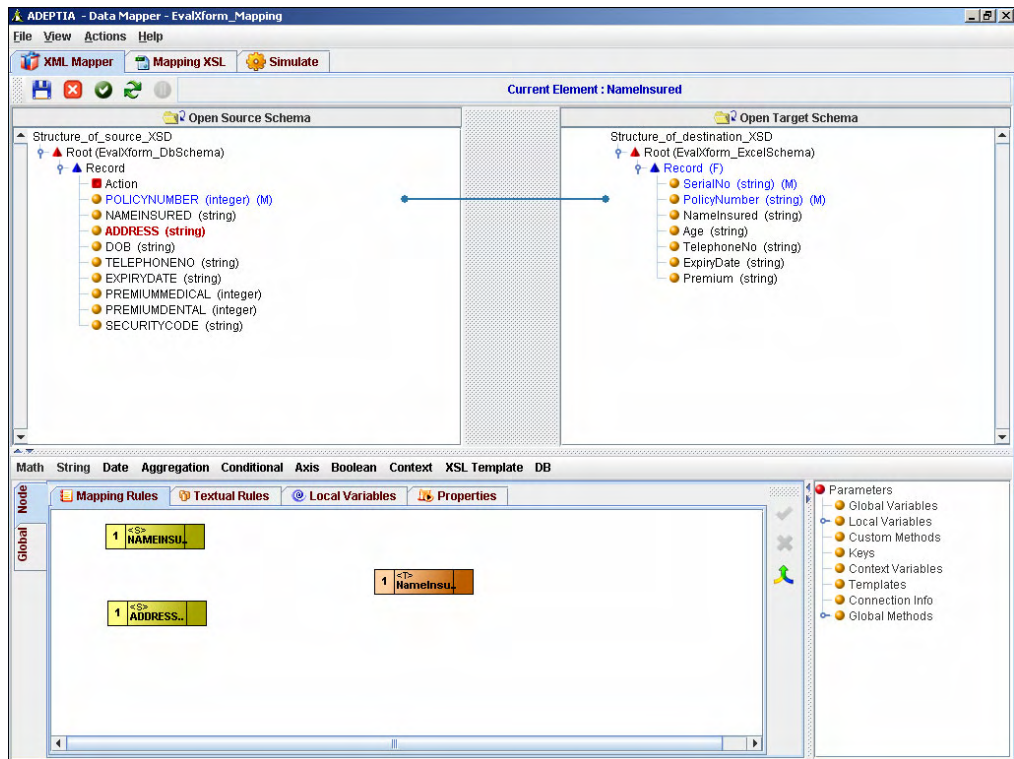 ADEPTIA - Data Mapper - EvalXform_Mapping
File View Actions Help
XML Mapper Mapping XSL Simulate
Current Element : NameInsured
Open Source Schema
Structure_of_source_XSD
Root (EvalXform_DbSchema)
Record
Action
POLICYNUMBER (integer) (M)
NAMEINSURED (string)
ADDRESS (string)
DOB (string)
TELEPHONENO (string)
EXPIRYDATE (string)
PREMIUMMEDICAL (integer)
PREMIUMDENTAL (integer)
SECURITYCODE (string)
Open Target Schema
Structure_of_destination_XSD
Root (EvalXform_ExcelSchema)
Record (F)
SerialNo (string) (M)
PolicyNumber (string) (M)
NameInsured (string)
Age (string)
TelephoneNo (string)
ExpiryDate (string)
Premium (string)
Math String Date Aggregation Conditional Axis Boolean Context XSL Template DB
Node
Global
Mapping Rules Textual Rules Local Variables Properties
1 <S> NAMEINSU..
1 <T> NameInsu..
1 <S> ADDRESS..
Parameters
Global Variables
Local Variables
Custom Methods
Keys
Context Variables
Templates
Connection Info
Global Methods